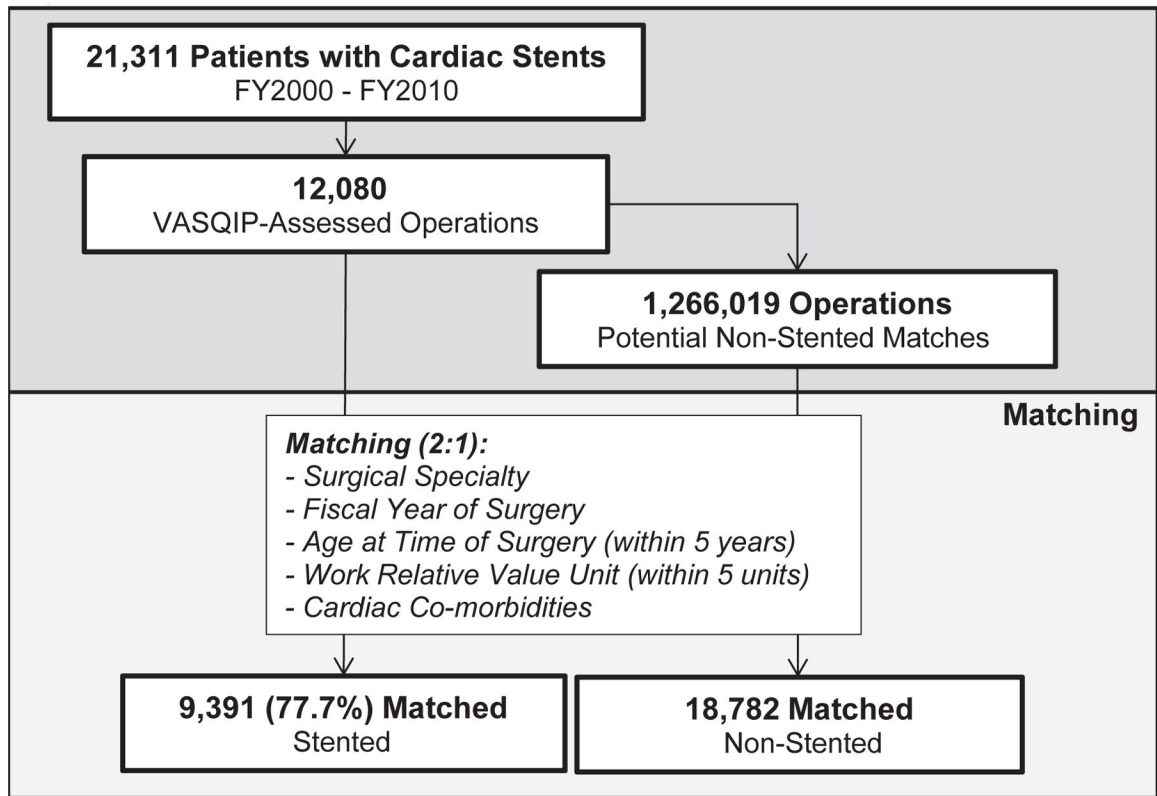 21,311 Patients with Cardiac Stents
FY2000 - FY2010
12,080
VASQIP-Assessed Operations
1,266,019 Operations
Potential Non-Stented Matches
Matching
Matching (2:1):
- Surgical Specialty
- Fiscal Year of Surgery
- Age at Time of Surgery (within 5 years)
- Work Relative Value Unit (within 5 units)
- Cardiac Co-morbidities
9,391 (77.7%) Matched
Stented
18,782 Matched
Non-Stented